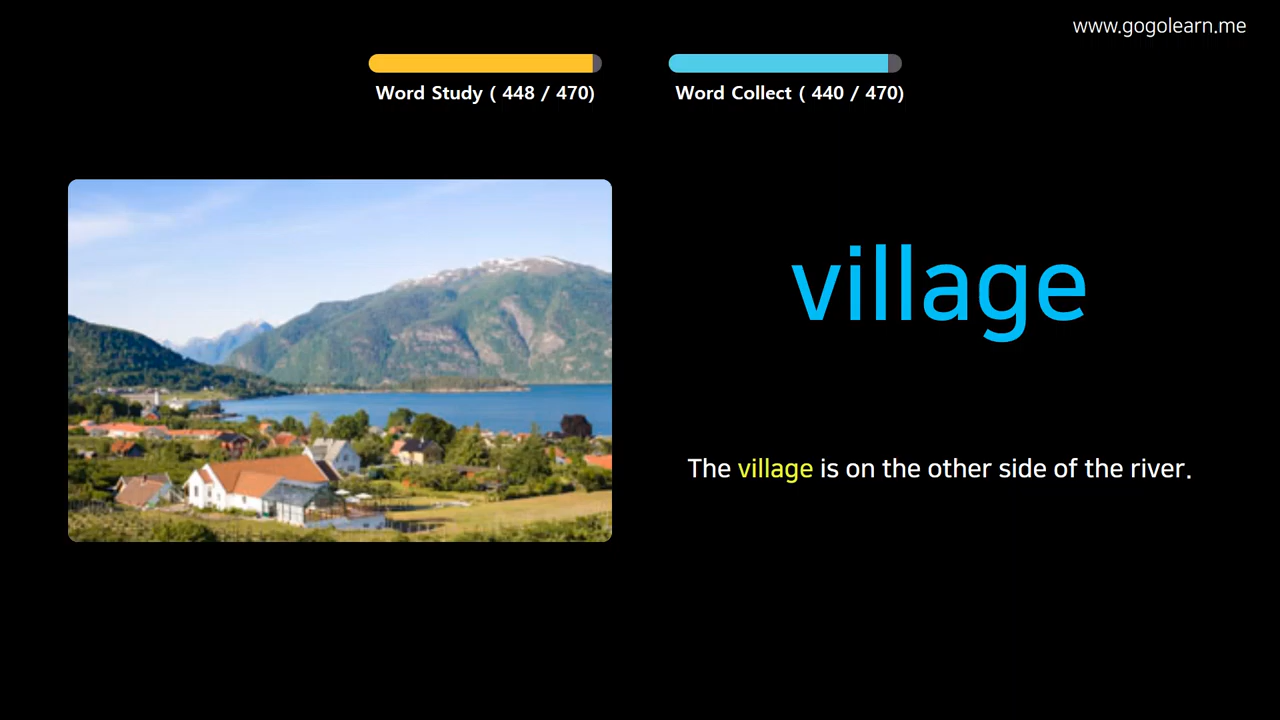 www.gogolearn.me
Word Study ( 448 / 470)
Word Collect ( 440 / 470)
village
The village is on the other side of the river.